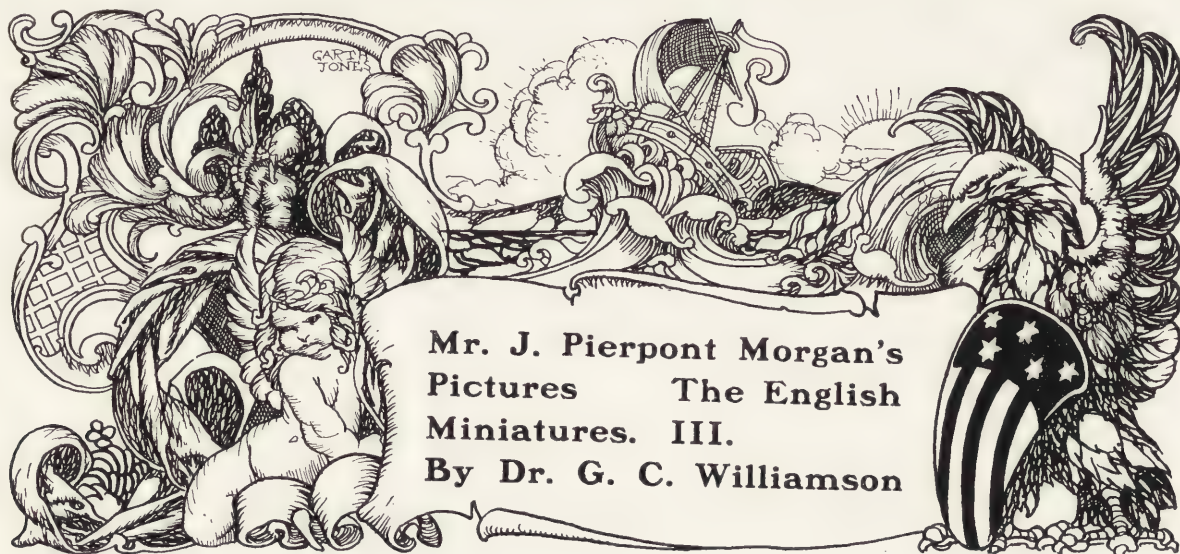 GARTH
JONES
Mr. J. Pierpont Morgan's
Pictures The English
Miniatures. III.
By Dr. G. C. Williamson